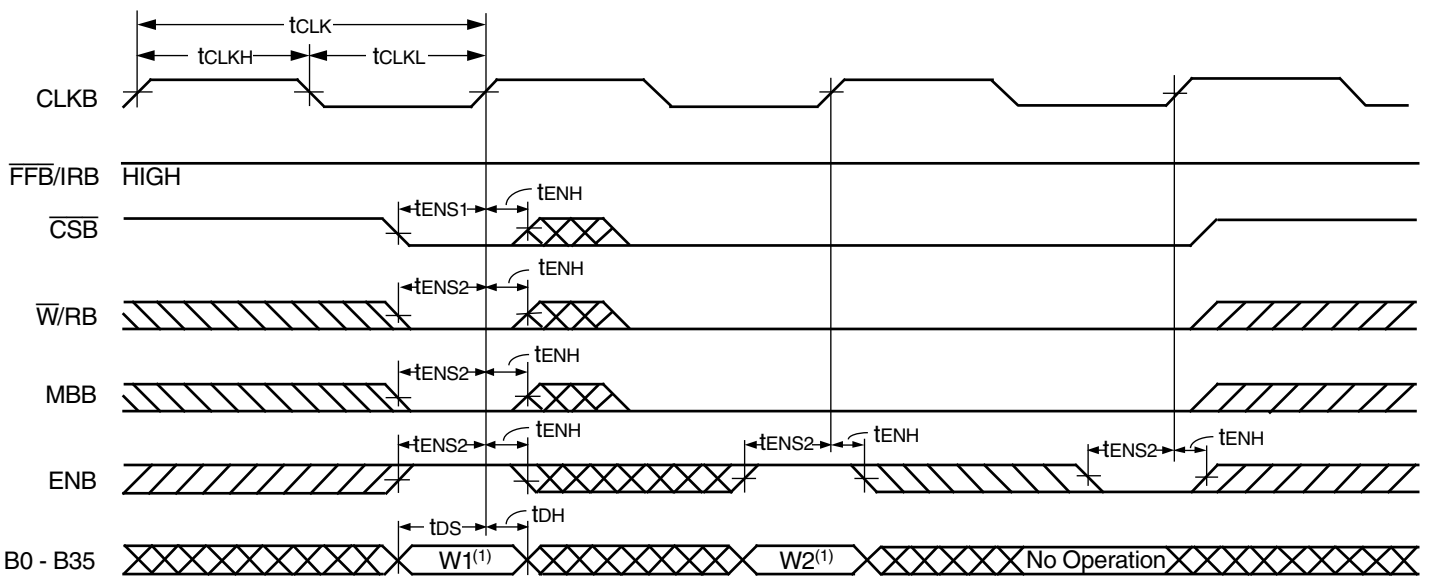 tCLK
tCLKH tCLKL
CLKB
FFB/IRB HIGH
tENS1 tENH
CSB
tENS2 tENH
W/RB
tENS2 tENH
MBB
tENS2 tENH tENS2 tENH tENS2 tENH
ENB
tDS tDH
B0 - B35 W1(1) W2(1) No Operation